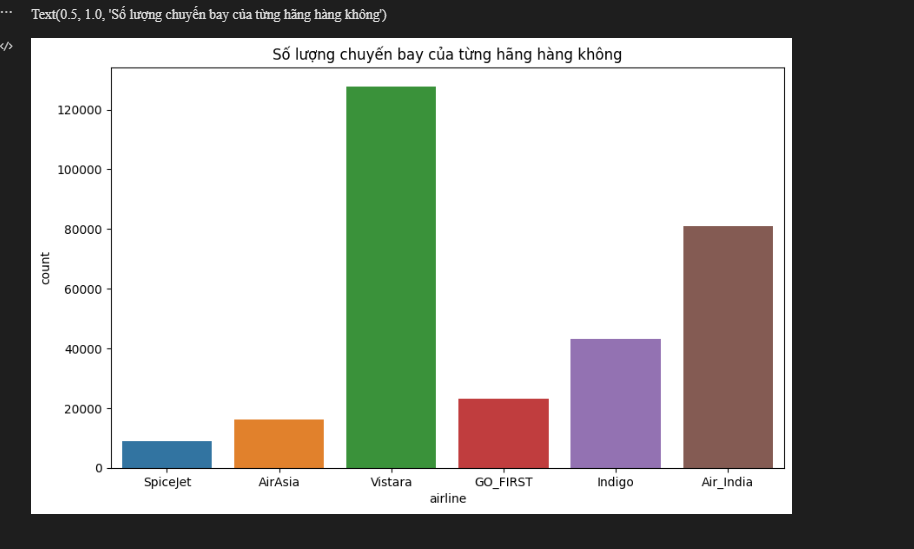 Text(0.5, 1.0, 'Số lượng chuyến bay của từng hãng hàng không')
Số lượng chuyến bay của từng hãng hàng không
120000
100000
80000
60000
40000
20000
0
count
SpiceJet AirAsia Vistara GO_FIRST Indigo Air_India
airline